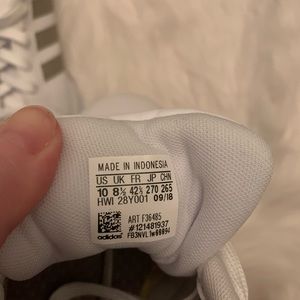 MADE IN INDONESIA
US UK FR JP CHN
10 8½ 42⅔ 270 265
HWI 28Y001 09/18
ART F36485
#121481937
adidas